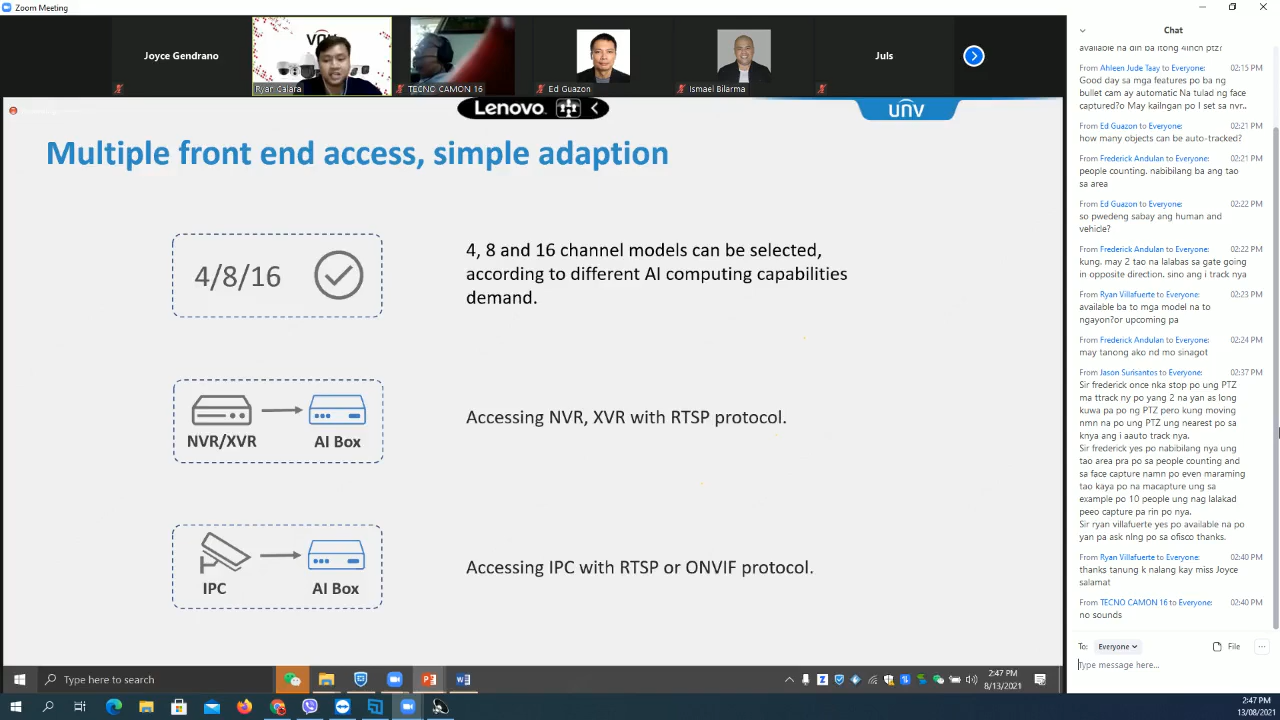 Zoom Meeting
Joyce Gendrano
Ryan Calara
TECNO CAMON 16
Ed Guazon
Ismael Bilarma
Juls
Lenovo
unv
Multiple front end access, simple adaption
4/8/16
4, 8 and 16 channel models can be selected,
according to different AI computing capabilities
demand.
NVR/XVR
AI Box
Accessing NVR, XVR with RTSP protocol.
IPC
AI Box
Accessing IPC with RTSP or ONVIF protocol.
Type here to search
2:47 PM
8/13/2021
Chat
available na din ba itong 4inch ptz?
From Ahleen Jude Taay to Everyone: 02:15 PM
Good day sa mga features po ba ng
bullet cam ay automatic Na tulad ng face
captured?o May kailngan po I set sa nvr..
From Ed Guazon to Everyone: 02:21 PM
how many objects can be auto-tracked?
From Frederick Andulan to Everyone: 02:21 PM
people counting. nabibilang ba ang tao
sa area
From Ed Guazon to Everyone: 02:22 PM
so pwedeng sabay ang human and
vehicle?
From Frederick Andulan to Everyone: 02:22 PM
kung. may 2 tao na lalabas sa gate going
in opposite direction. sino ang i track nya
From Ryan Villafuerte to Everyone: 02:23 PM
available ba to mga model na to
ngayon?or upcoming pa
From Frederick Andulan to Everyone: 02:24 PM
may tanong ako nd mo sinagot
From Jason Surisantos to Everyone: 02:37 PM
Sir frederick once nka stop po ung PTZ
ma ttrack ny po yang 2 na yan as long
kuwa pa po ng PTZ pero kung moving
nmn na po ung PTZ ung nearest po sa
knya ang i aauto track nya.
Sir frederick yes po nabibilang nya ung
tao area pra po sa people counting and
sa face capture namn po even maraming
tao kaya po na macapture ung sa
example po 10 people ung nag lalakad
peeo capture pa rin po nya.
Sir ryan villafuerte yes po available na po
yan pa ask nlng po sa ofisco thanks.
From Ryan Villafuerte to Everyone: 02:40 PM
thanks tanung k nalang kay miss Joyce
salamat
From TECNO CAMON 16 to Everyone: 02:40 PM
no sounds
To: Everyone
File
Type message here...
2:47 PM
13/08/2021